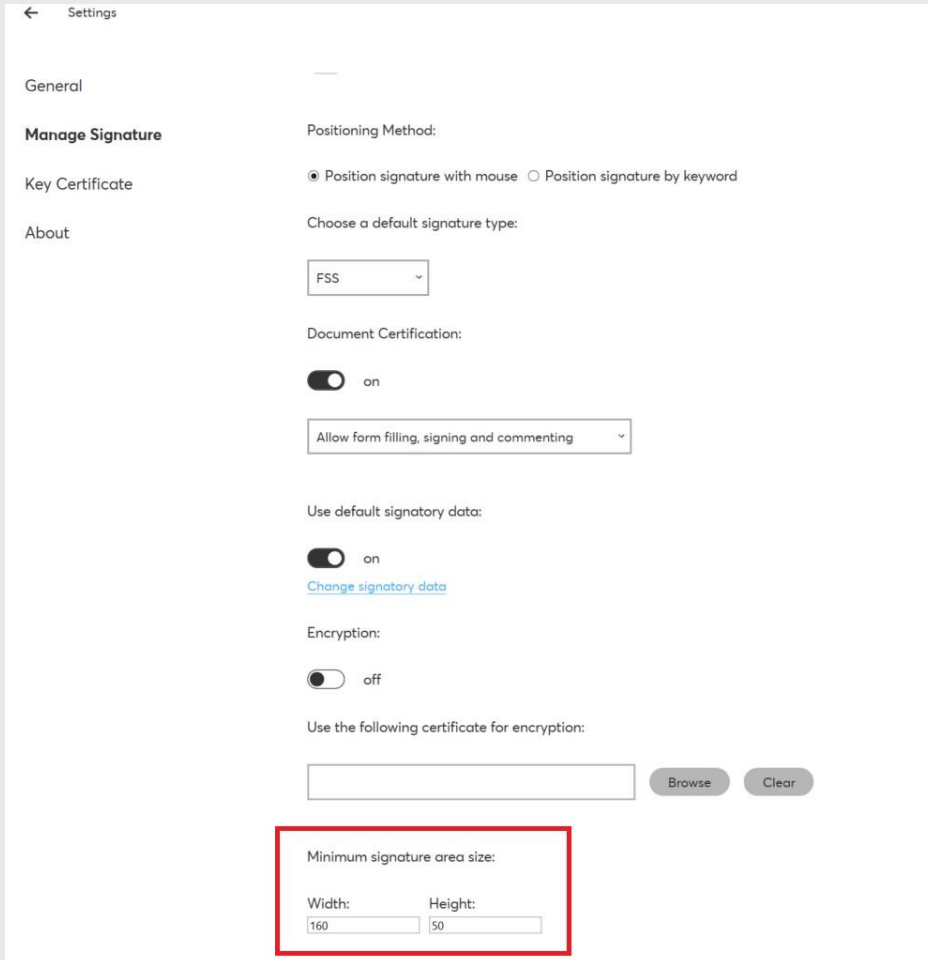 Settings
General
Manage Signature
Key Certificate
About
Positioning Method:
Position signature with mouse Position signature by keyword
Choose a default signature type:
FSS
Document Certification:
on
Allow form filling, signing and commenting
Use default signatory data:
on
Change signatory data
Encryption:
off
Use the following certificate for encryption:
Browse Clear
Minimum signature area size:
Width: Height:
160 50